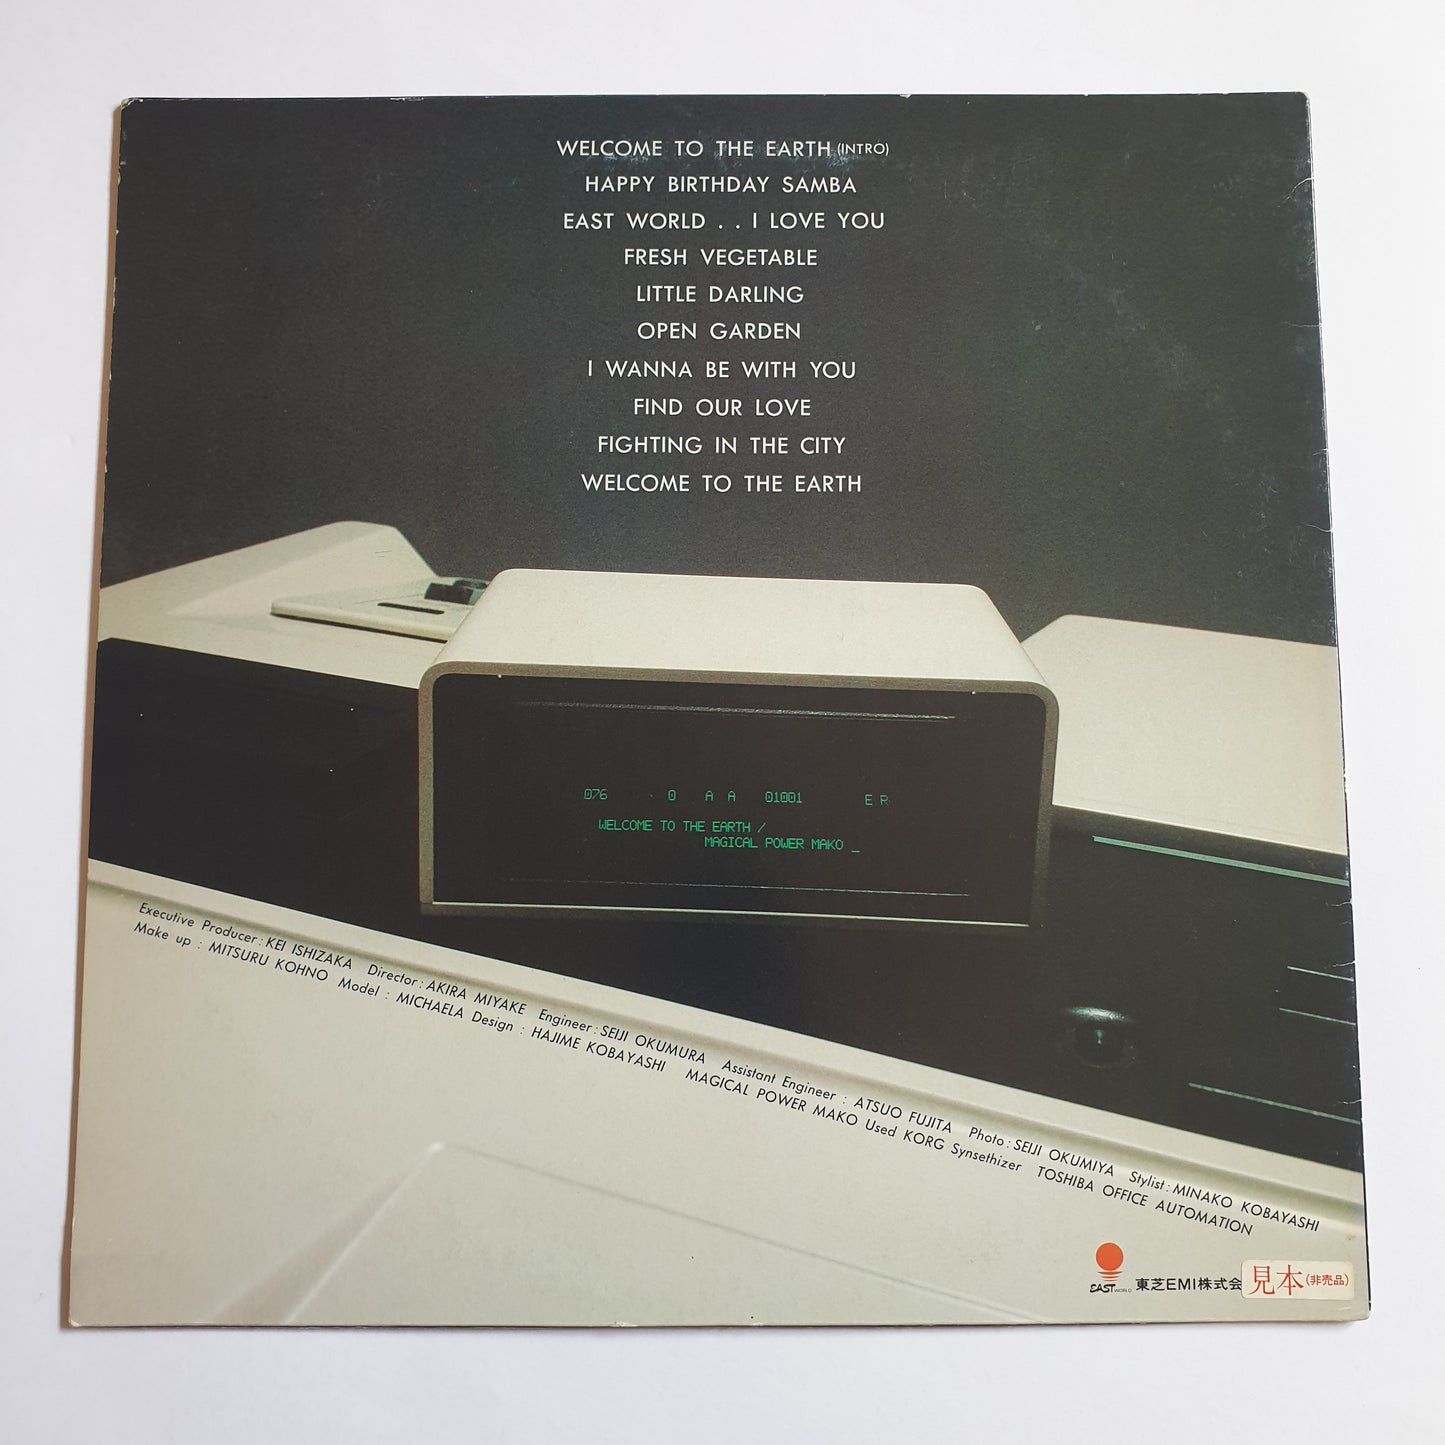 WELCOME TO THE EARTH (INTRO)
HAPPY BIRTHDAY SAMBA
EAST WORLD . . I LOVE YOU
FRESH VEGETABLE
LITTLE DARLING
OPEN GARDEN
I WANNA BE WITH YOU
FIND OUR LOVE
FIGHTING IN THE CITY
WELCOME TO THE EARTH
076 0 A A 01001 E R
WELCOME TO THE EARTH /
MAGICAL POWER MAKO _
Executive Producer : KEI ISHIZAKA Director : AKIRA MIYAKE Engineer : SEIJI OKUMURA Assistant Engineer : ATSUO FUJITA Photo : SEIJI OKUMIYA Stylist : MINAKO KOBAYASHI
Make up : MITSURU KOHNO Model : MICHAELA Design : HAJIME KOBAYASHI MAGICAL POWER MAKO Used KORG Synsethizer TOSHIBA OFFICE AUTOMATION
EAST WORLD 東芝EMI株式会
見本(非売品)